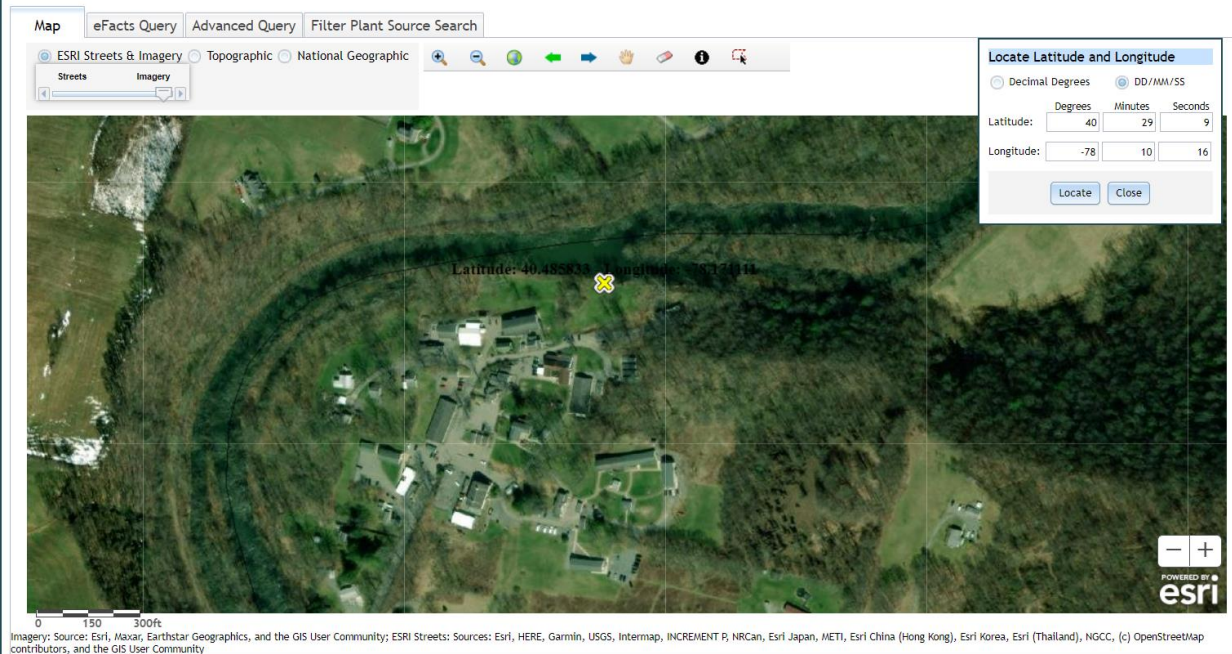 Map
eFacts Query
Advanced Query
Filter Plant Source Search
ESRI Streets & Imagery
Topographic
National Geographic
Streets
Imagery
Locate Latitude and Longitude
Decimal Degrees
DD/MM/SS
Degrees Minutes Seconds
Latitude: 40 29 9
Longitude: -78 10 16
Locate
Close
Latitude: 40.485833 Longitude: -78.171111
POWERED BY
esri
0 150 300ft
Imagery: Source: Esri, Maxar, Earthstar Geographics, and the GIS User Community; ESRI Streets: Sources: Esri, HERE, Garmin, USGS, Intermap, INCREMENT P, NRCan, Esri Japan, METI, Esri China (Hong Kong), Esri Korea, Esri (Thailand), NGCC, (c) OpenStreetMap
contributors, and the GIS User Community